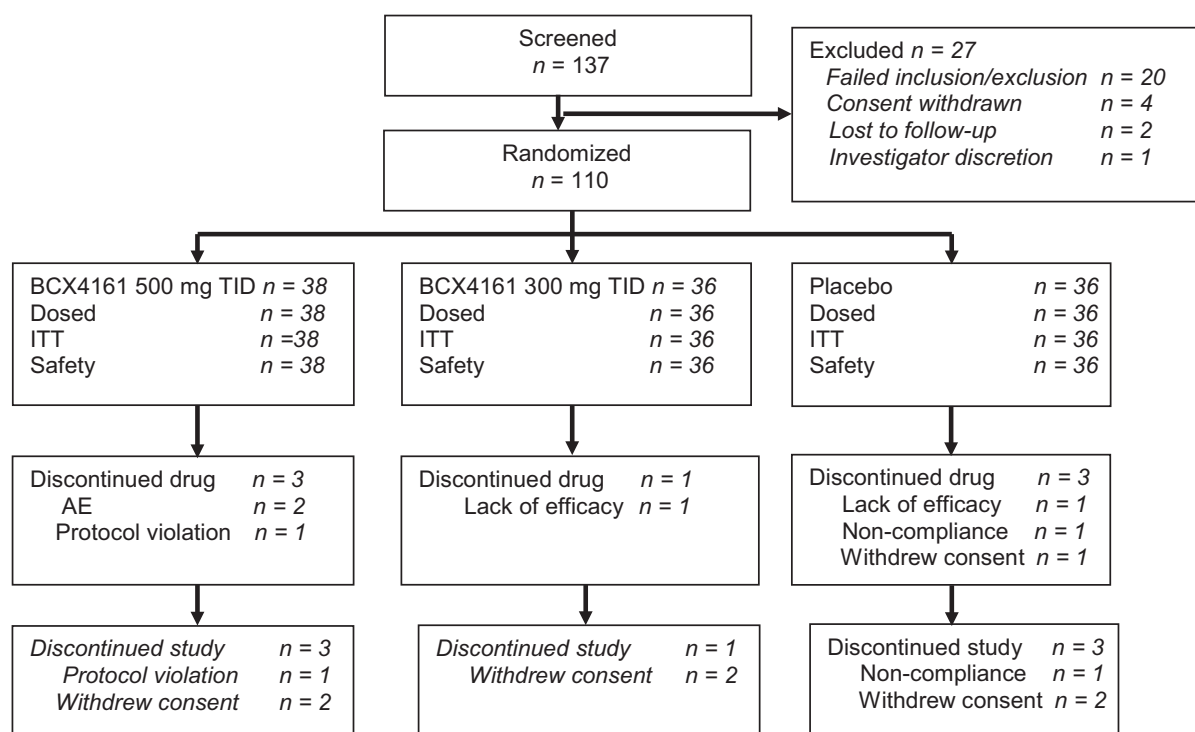 Screened
n = 137
Excluded n = 27
Failed inclusion/exclusion n = 20
Consent withdrawn n = 4
Lost to follow-up n = 2
Investigator discretion n = 1
Randomized
n = 110
BCX4161 500 mg TID n = 38
Dosed n = 38
ITT n =38
Safety n = 38
BCX4161 300 mg TID n = 36
Dosed n = 36
ITT n = 36
Safety n = 36
Placebo n = 36
Dosed n = 36
ITT n = 36
Safety n = 36
Discontinued drug n = 3
AE n = 2
Protocol violation n = 1
Discontinued drug n = 1
Lack of efficacy n = 1
Discontinued drug n = 3
Lack of efficacy n = 1
Non-compliance n = 1
Withdrew consent n = 1
Discontinued study n = 3
Protocol violation n = 1
Withdrew consent n = 2
Discontinued study n = 1
Withdrew consent n = 2
Discontinued study n = 3
Non-compliance n = 1
Withdrew consent n = 2